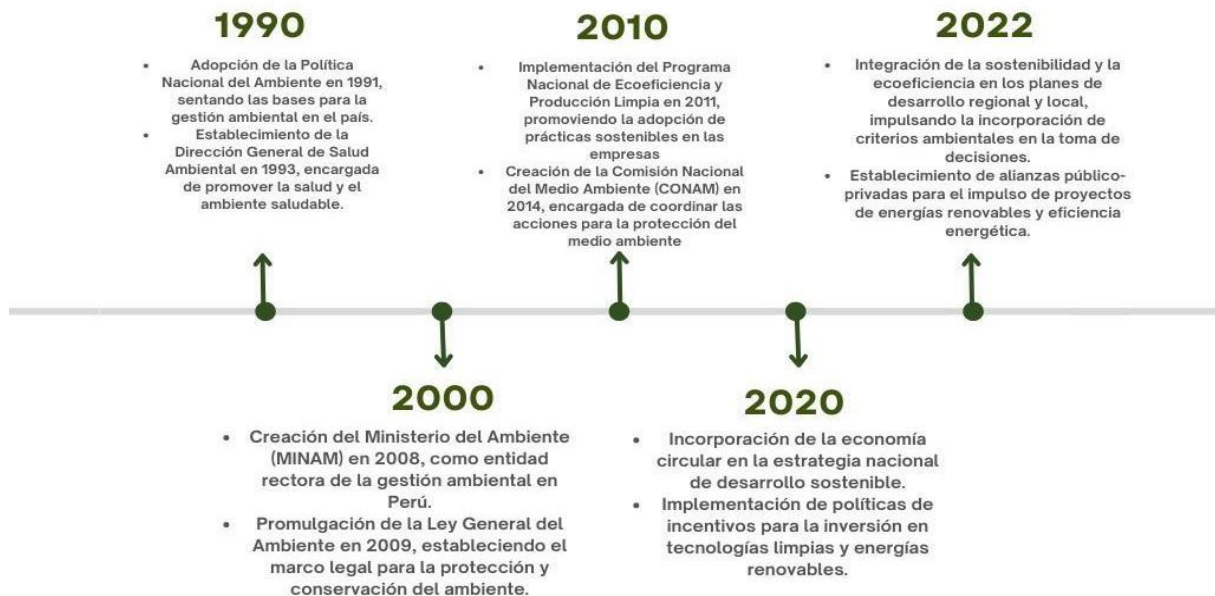 1990
• Adopción de la Política
Nacional del Ambiente en 1991,
sentando las bases para la
gestión ambiental en el país.
• Establecimiento de la
Dirección General de Salud
Ambiental en 1993, encargada
de promover la salud y el
ambiente saludable.
2000
• Creación del Ministerio del Ambiente
(MINAM) en 2008, como entidad
rectora de la gestión ambiental en
Perú.
• Promulgación de la Ley General del
Ambiente en 2009, estableciendo el
marco legal para la protección y
conservación del ambiente.
2010
• Implementación del Programa
Nacional de Ecoeficiencia y
Producción Limpia en 2011,
promoviendo la adopción de
prácticas sostenibles en las
empresas
• Creación de la Comisión Nacional
del Medio Ambiente (CONAM) en
2014, encargada de coordinar las
acciones para la protección del
medio ambiente
2020
• Incorporación de la economía
circular en la estrategia nacional
de desarrollo sostenible.
• Implementación de políticas de
incentivos para la inversión en
tecnologías limpias y energías
renovables.
2022
• Integración de la sostenibilidad y la
ecoeficiencia en los planes de
desarrollo regional y local,
impulsando la incorporación de
criterios ambientales en la toma de
decisiones.
• Establecimiento de alianzas público-
privadas para el impulso de proyectos
de energías renovables y eficiencia
energética.